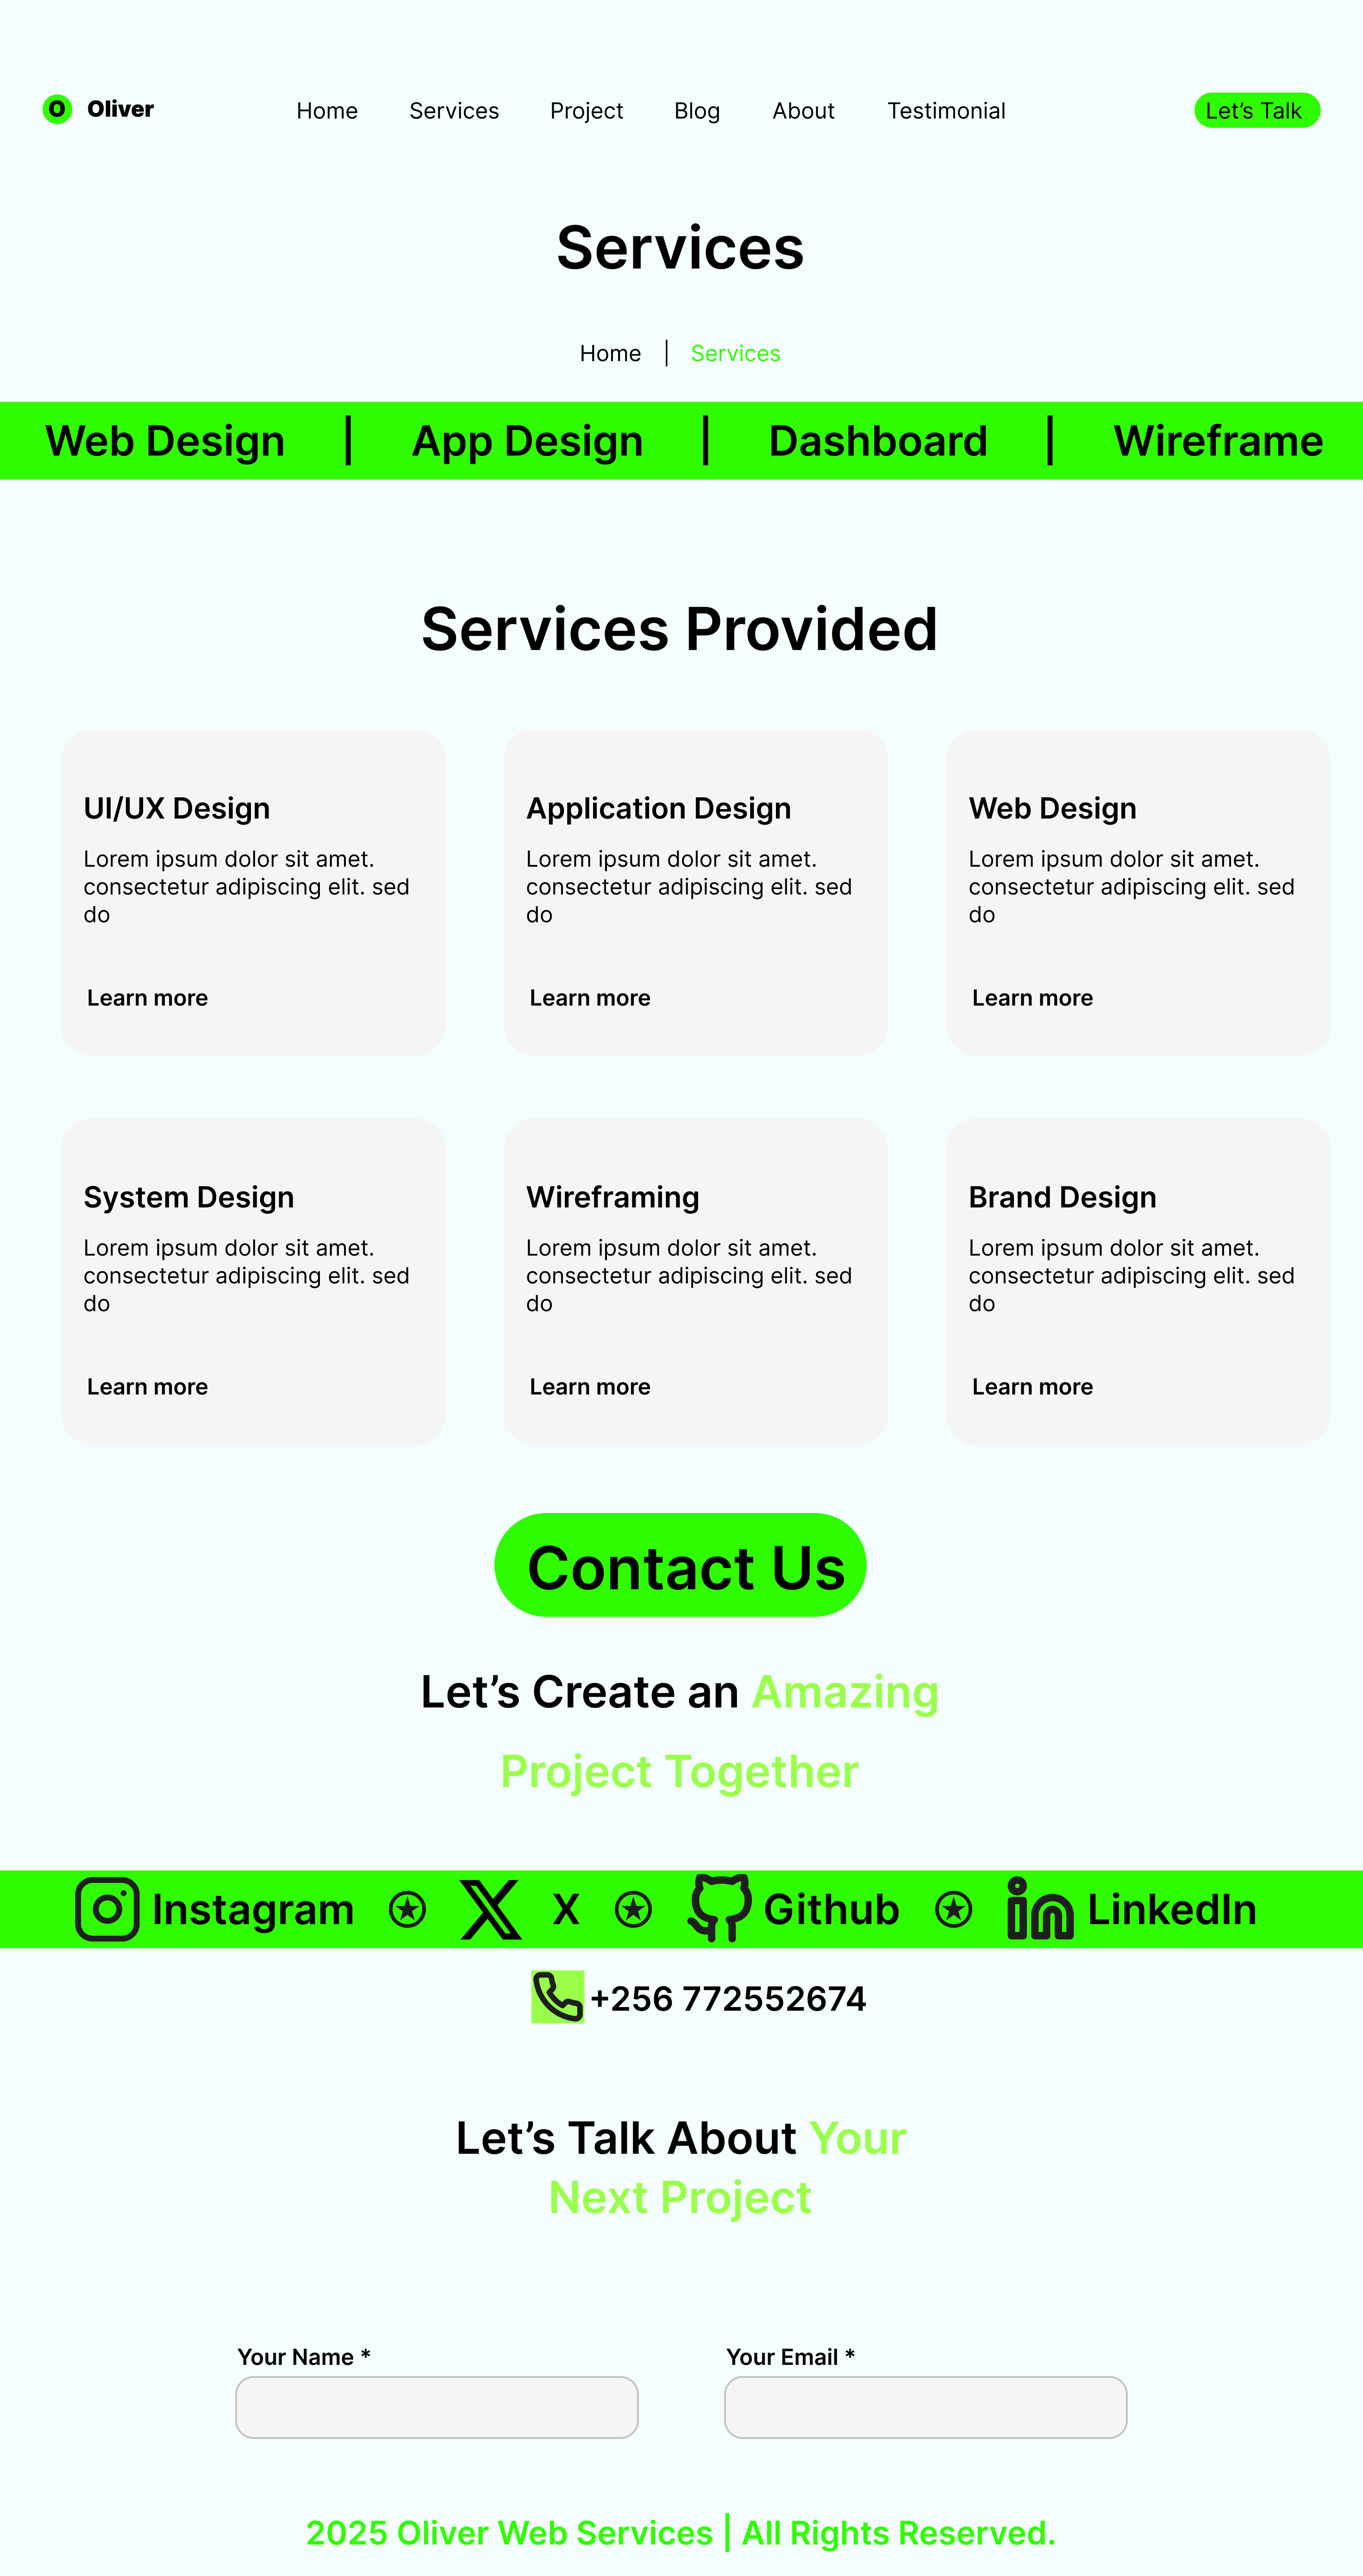 O Oliver Home Services Project Blog About Testimonial Let’s Talk
Services
Home | Services
Web Design | App Design | Dashboard | Wireframe
Services Provided
UI/UX Design
Lorem ipsum dolor sit amet.
consectetur adipiscing elit. sed
do
Learn more
Application Design
Lorem ipsum dolor sit amet.
consectetur adipiscing elit. sed
do
Learn more
Web Design
Lorem ipsum dolor sit amet.
consectetur adipiscing elit. sed
do
Learn more
System Design
Lorem ipsum dolor sit amet.
consectetur adipiscing elit. sed
do
Learn more
Wireframing
Lorem ipsum dolor sit amet.
consectetur adipiscing elit. sed
do
Learn more
Brand Design
Lorem ipsum dolor sit amet.
consectetur adipiscing elit. sed
do
Learn more
Contact Us
Let’s Create an Amazing
Project Together
Instagram X Github LinkedIn
+256 772552674
Let’s Talk About Your
Next Project
Your Name *
Your Email *
2025 Oliver Web Services | All Rights Reserved.